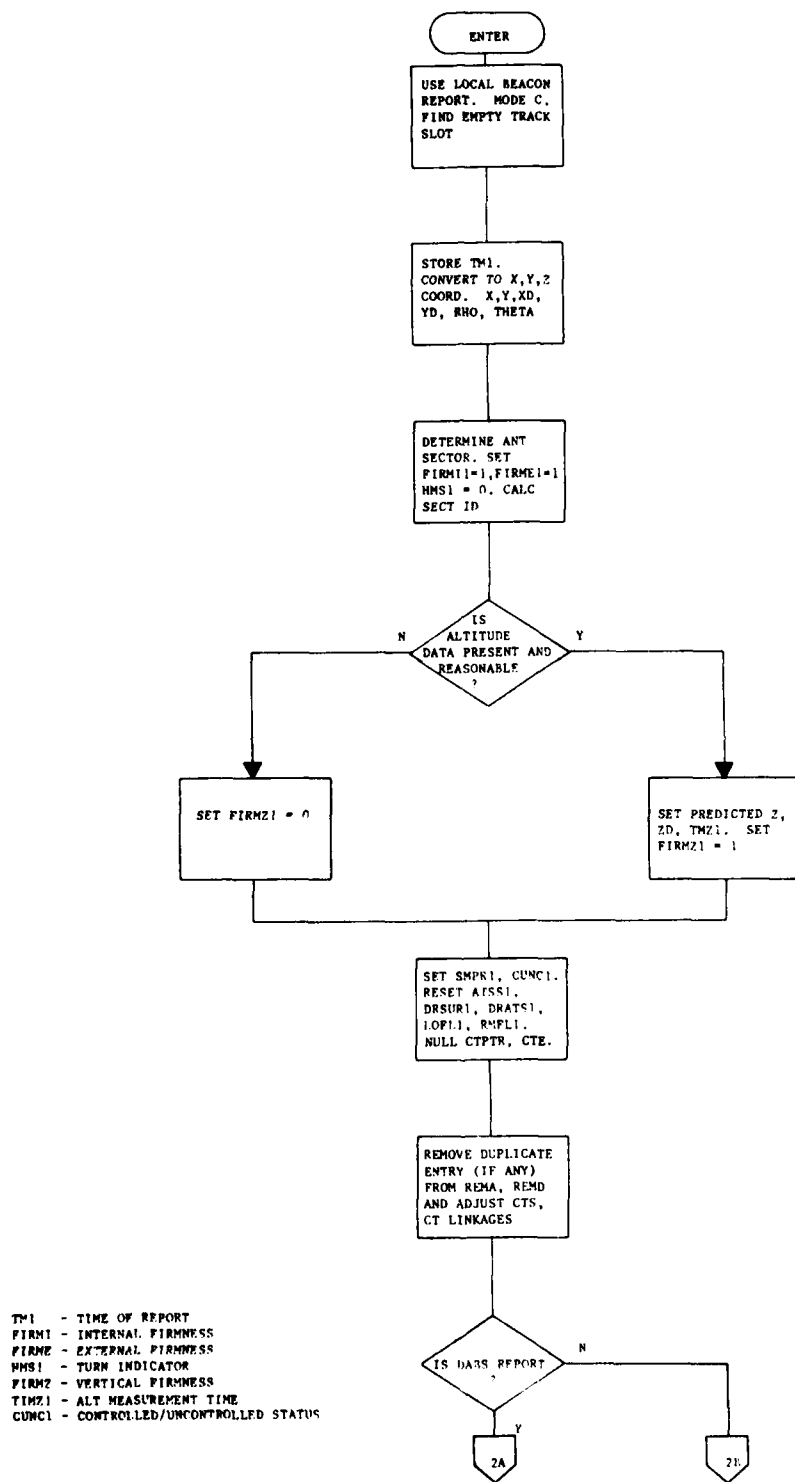 ENTER
USE LOCAL BEACON
REPORT. MODE C.
FIND EMPTY TRACK
SLOT
STORE TM1.
CONVERT TO X,Y,Z
COORD. X,Y,XD,
YD, RHO, THETA
DETERMINE ANT
SECTOR. SET
FIRMI1=1,FIRME1=1
HMS1 = 0. CALC
SECT ID
IS
ALTITUDE
DATA PRESENT AND
REASONABLE
?
N
Y
SET FIRMZ1 = 0
SET PREDICTED Z,
ZD, TMZ1. SET
FIRMZ1 = 1
SET SMPR1, CUNC1.
RESET ATSS1,
DRSUR1, DRATS1,
LOFL1, RMFL1.
NULL CTPTR, CTE.
REMOVE DUPLICATE
ENTRY (IF ANY)
FROM REMA, REMD
AND ADJUST CTS,
CT LINKAGES
TM1 - TIME OF REPORT
FIRMI - INTERNAL FIRMNESS
FIRME - EXTERNAL FIRMNESS
HMS1 - TURN INDICATOR
FIRMZ - VERTICAL FIRMNESS
TIMZ1 - ALT MEASUREMENT TIME
CUNC1 - CONTROLLED/UNCONTROLLED STATUS
IS DABS REPORT
?
N
Y
2A
2B